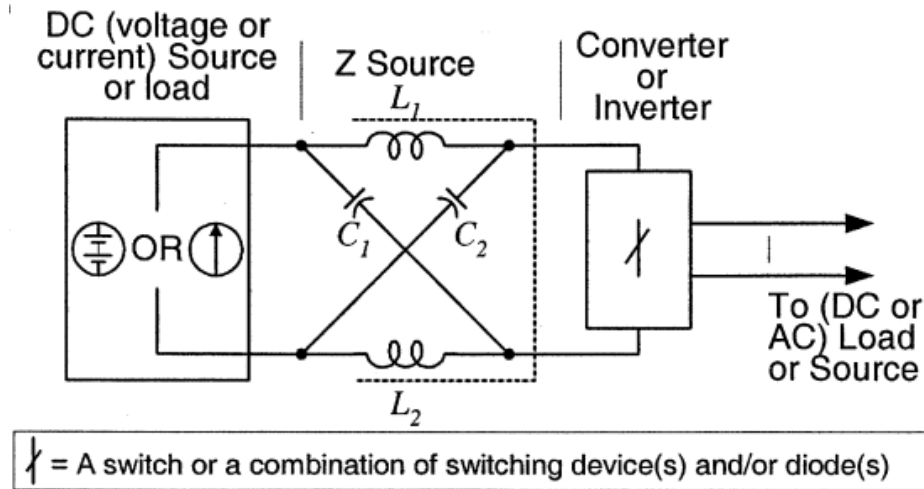 DC (voltage or
current) Source
or load
Z Source
Converter
or
Inverter
L₁
OR
C₁
C₂
To (DC or
AC) Load
or Source
L₂
= A switch or a combination of switching device(s) and/or diode(s)